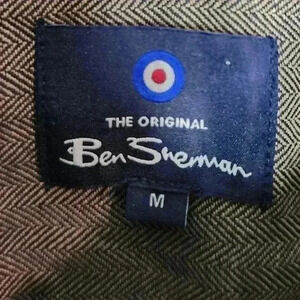 THE ORIGINAL
Ben Sherman
M